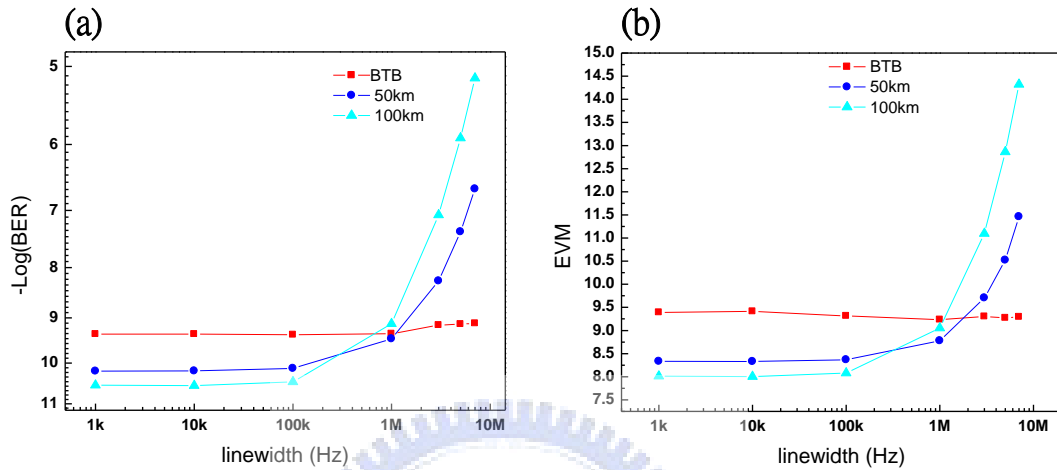 (a)
-Log(BER)
5
6
7
8
9
10
11
BTB
50km
100km
1k
10k
100k
1M
10M
linewidth (Hz)
(b)
EVM
15.0
14.5
14.0
13.5
13.0
12.5
12.0
11.5
11.0
10.5
10.0
9.5
9.0
8.5
8.0
7.5
BTB
50km
100km
1k
10k
100k
1M
10M
linewidth (Hz)